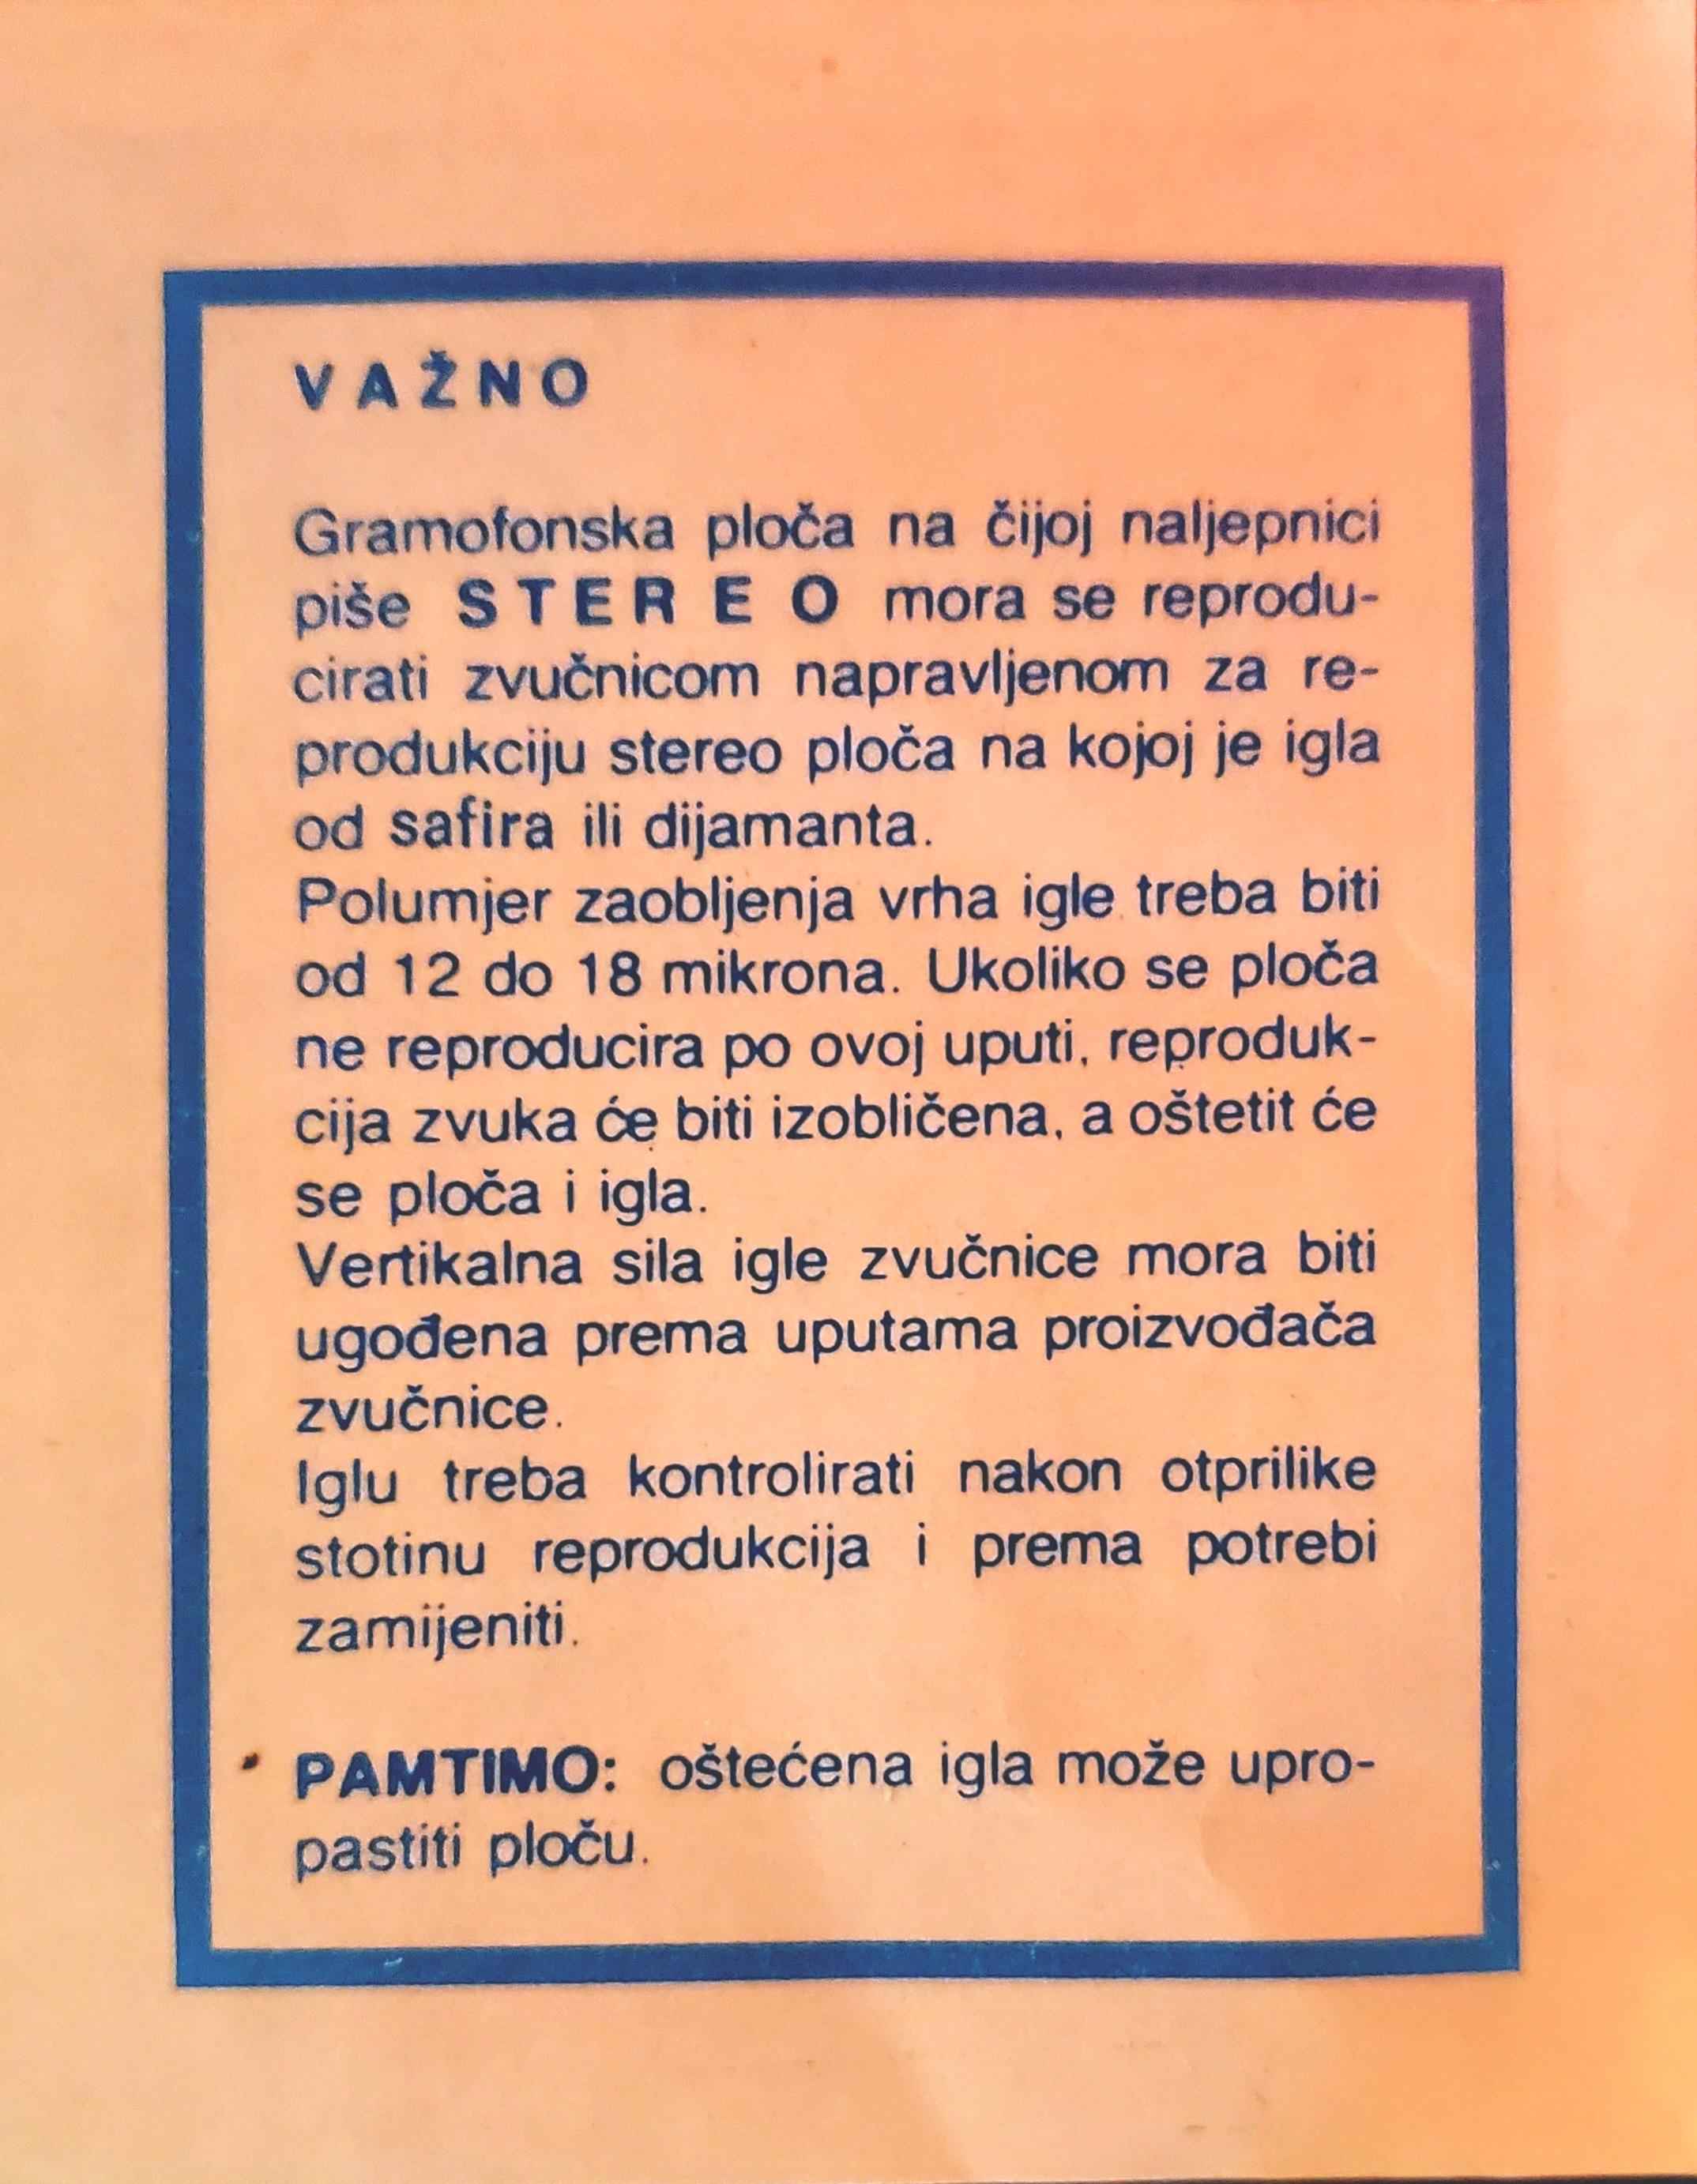 VAŽNO
Gramofonska ploča na čijoj naljepnici
piše STEREO mora se reprodu-
cirati zvučnicom napravljenom za re-
produkciju stereo ploča na kojoj je igla
od safira ili dijamanta.
Polumjer zaobljenja vrha igle treba biti
od 12 do 18 mikrona. Ukoliko se ploča
ne reproducira po ovoj uputi, reproduk-
cija zvuka će biti izobličena, a oštetit će
se ploča i igla.
Vertikalna sila igle zvučnice mora biti
ugođena prema uputama proizvođača
zvučnice.
Iglu treba kontrolirati nakon otprilike
stotinu reprodukcija i prema potrebi
zamijeniti.
PAMTIMO: oštećena igla može upro-
pastiti ploču.